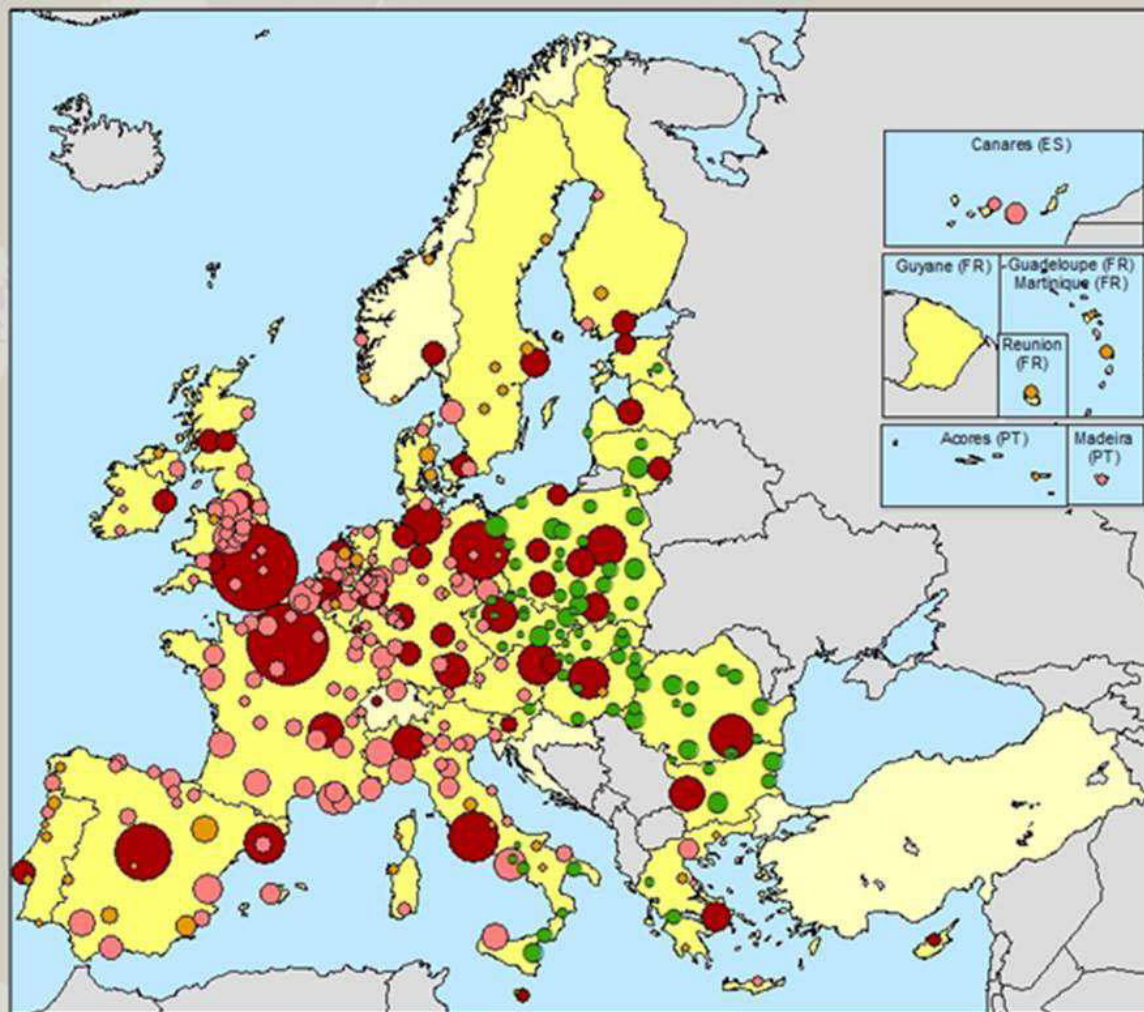 Canares (ES)
Guyane (FR)
Guadeloupe (FR)
Martinique (FR)
Reunion
(FR)
Acores (PT)
Madeira
(PT)